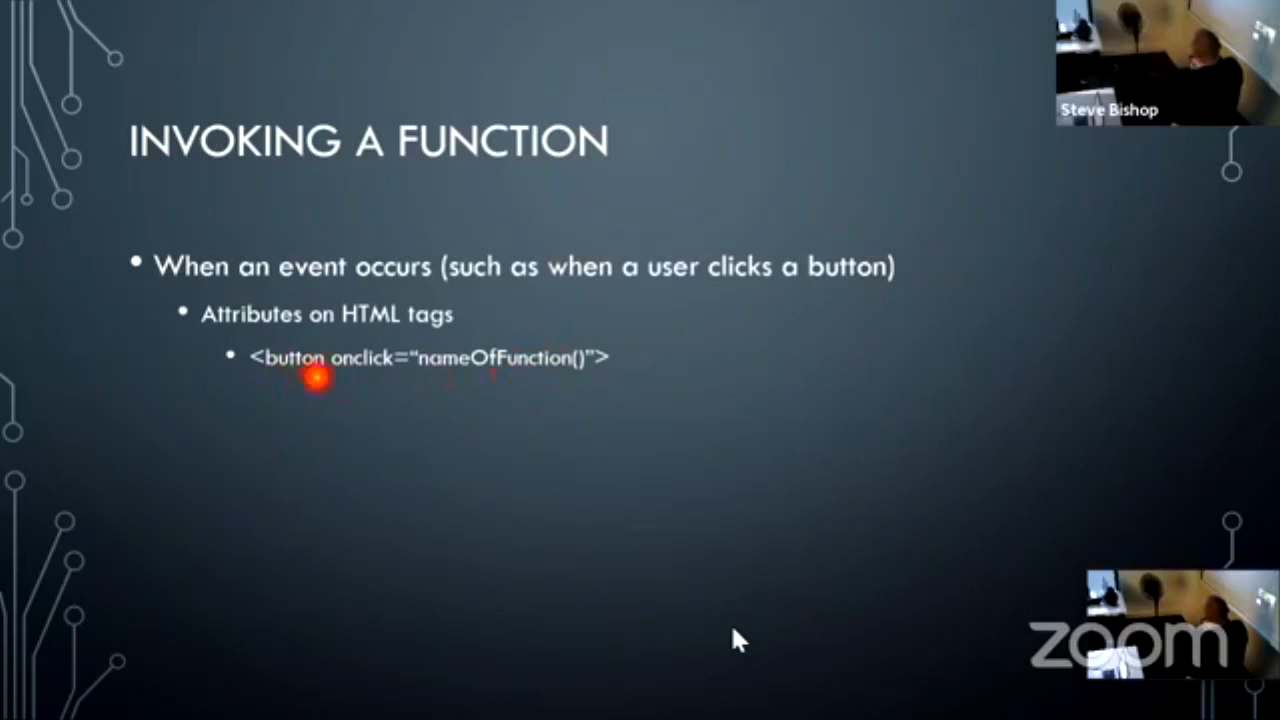 Steve Bishop
INVOKING A FUNCTION
• When an event occurs (such as when a user clicks a button)
• Attributes on HTML tags
• <button onclick=“nameOfFunction()”>
zoom